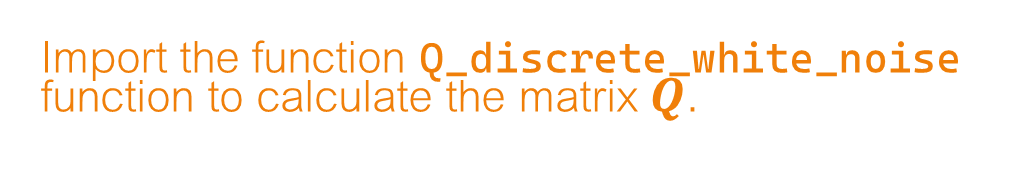 Import the function Q_discrete_white_noise
function to calculate the matrix Q.